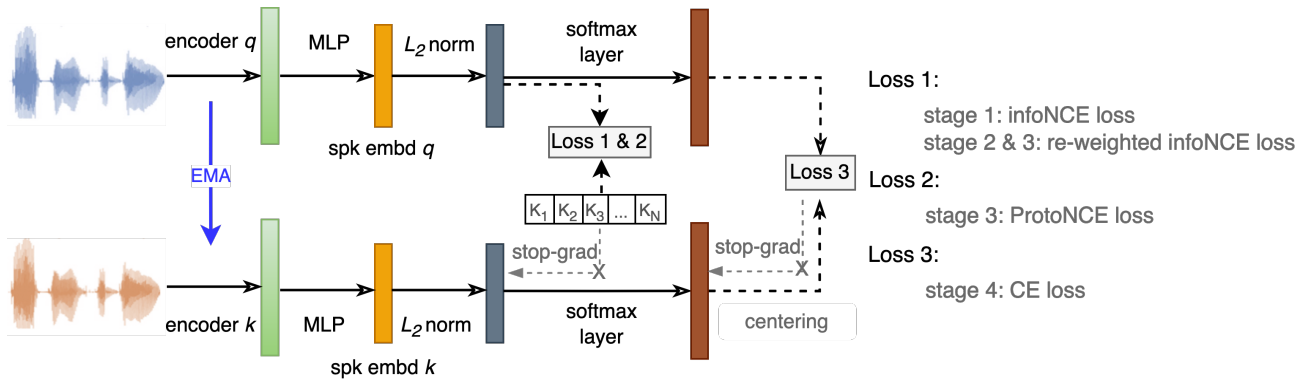 encoder q
MLP
L2 norm
softmax
layer
spk embd q
Loss 1 & 2
EMA
K1 K2 K3 ... KN
Loss 3
stop-grad
X
stop-grad
X
encoder k
MLP
L2 norm
softmax
layer
centering
spk embd k
Loss 1:
stage 1: infoNCE loss
stage 2 & 3: re-weighted infoNCE loss
Loss 2:
stage 3: ProtoNCE loss
Loss 3:
stage 4: CE loss